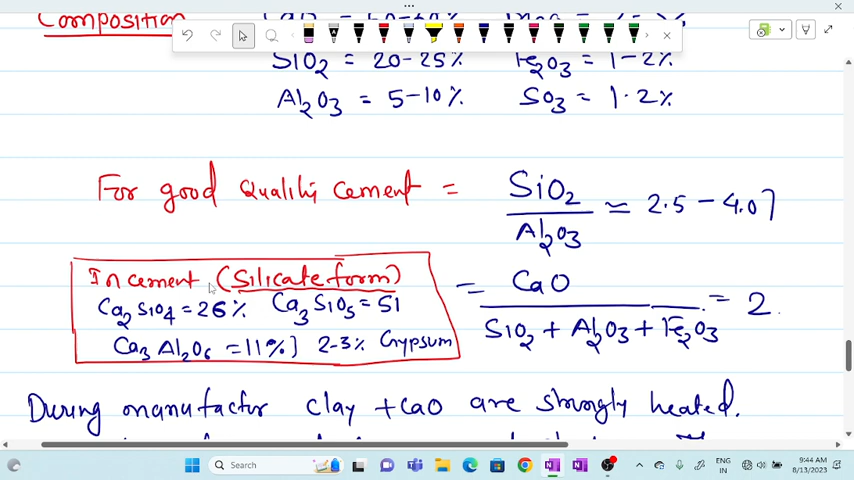 Composition
SiO2 = 20-25% Fe2O3 = 1-2%
Al2O3 = 5-10% SO3 = 1.2%
For good Quality cement = SiO2 / Al2O3 ≈ 2.5 - 4.0
In cement (Silicate form)
Ca2SiO4 = 26% Ca3SiO5 = 51
Ca3Al2O6 = 11%] 2-3% Gypsum
= CaO / SiO2 + Al2O3 + Fe2O3 = 2
During manufactor clay + CaO are strongly heated.
Search
ENG
IN
9:44 AM
8/13/2023